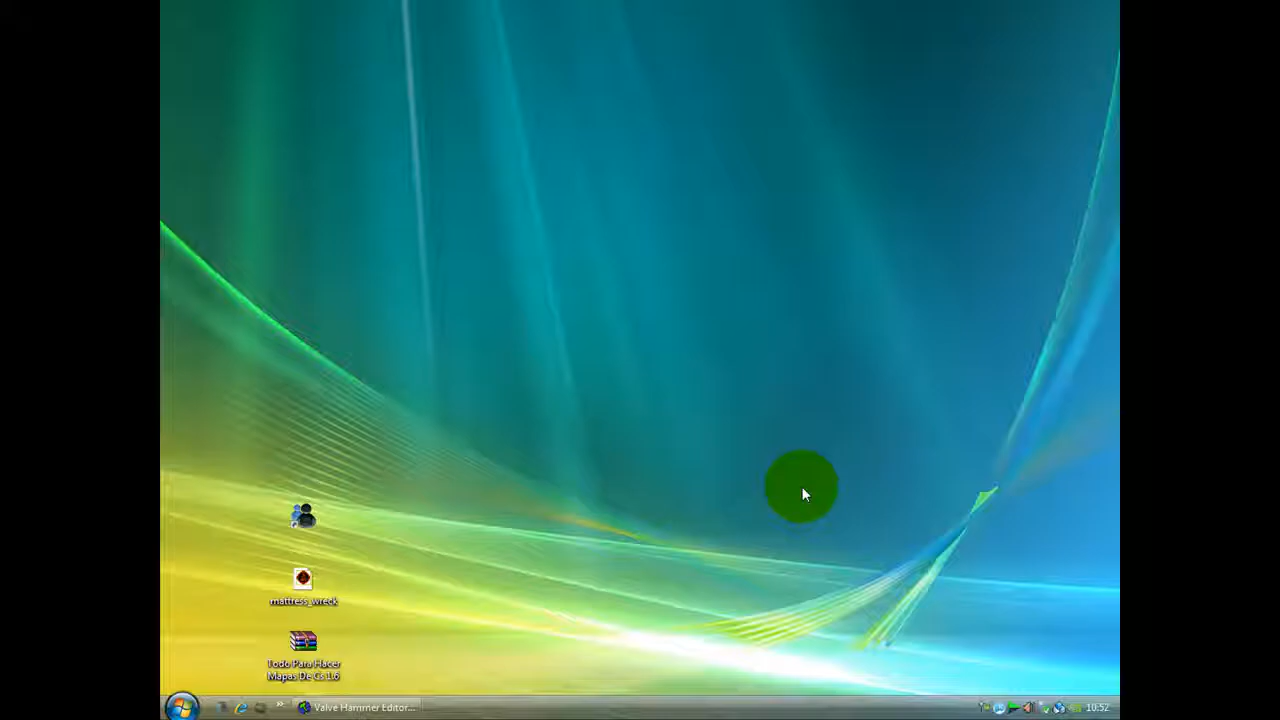 mattress_wreck
Todo Para Hacer
Mapas De Cs 1.6
Valve Hammer Editor...
10:52